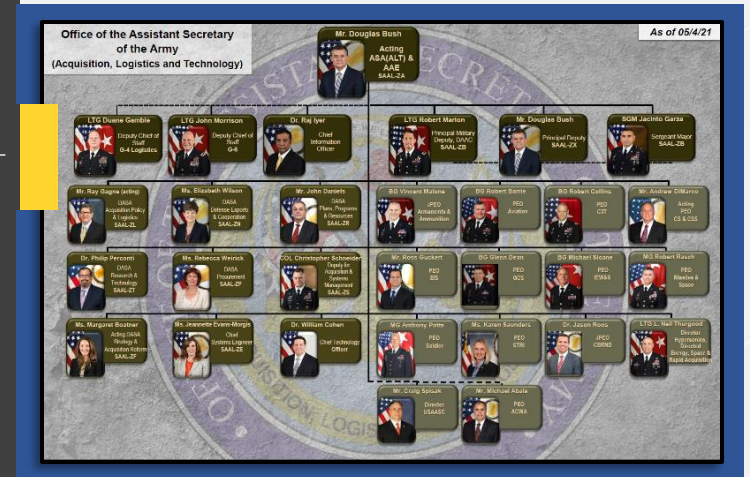 Office of the Assistant Secretary
of the Army
(Acquisition, Logistics and Technology)
As of 05/4/21
Mr. Douglas Bush
Acting
ASA(ALT) &
AAE
SAAL-ZA
LTG Duane Gamble
Deputy Chief of
Staff
G-4 Logistics
LTG John Morrison
Deputy Chief of
Staff
G-6
Dr. Raj Iyer
Chief
Information
Officer
LTG Robert Marion
Principal Military
Deputy, DAAC
SAAL-ZB
Mr. Douglas Bush
Principal Deputy
SAAL-ZX
SGM Jacinto Garza
Sergeant Major
SAAL-ZB
Mr. Ray Gagne (acting)
DASA
Acquisition Policy
& Logistics
SAAL-ZL
Ms. Elizabeth Wilson
DASA
Defense Exports
& Cooperation
SAAL-ZN
Mr. John Daniels
DASA
Plans, Programs
& Resources
SAAL-ZR
BG Vincent Malone
JPEO
Armaments &
Ammunition
BG Robert Barrie
PEO
Aviation
BG Robert Collins
PEO
C3T
Mr. Andrew DiMarco
Acting
PEO
CS & CSS
Dr. Philip Perconti
DASA
Research &
Technology
SAAL-ZT
Ms. Rebecca Weirick
DASA
Procurement
SAAL-ZP
COL Christopher Schneider
Deputy for
Acquisition &
Systems
Management
SAAL-ZS
Mr. Ross Guckert
PEO
EIS
BG Glenn Dean
PEO
GCS
BG Michael Sloane
PEO
IEW&S
MG Robert Rasch
PEO
Missiles &
Space
Ms. Margaret Boatner
Acting DASA
Strategy &
Acquisition Reform
SAAL-ZF
Ms. Jeannette Evans-Morgis
Chief
Systems Engineer
SAAL-ZE
Dr. William Cohen
Chief Technology
Officer
MG Anthony Potts
PEO
Soldier
Ms. Karen Saunders
PEO
STRI
Dr. Jason Roos
JPEO
CBRND
LTG L. Neil Thurgood
Director
Hypersonics,
Directed
Energy, Space &
Rapid Acquisition
Mr. Craig Spisak
Director
USAASC
Mr. Michael Abate
PEO
ACWA